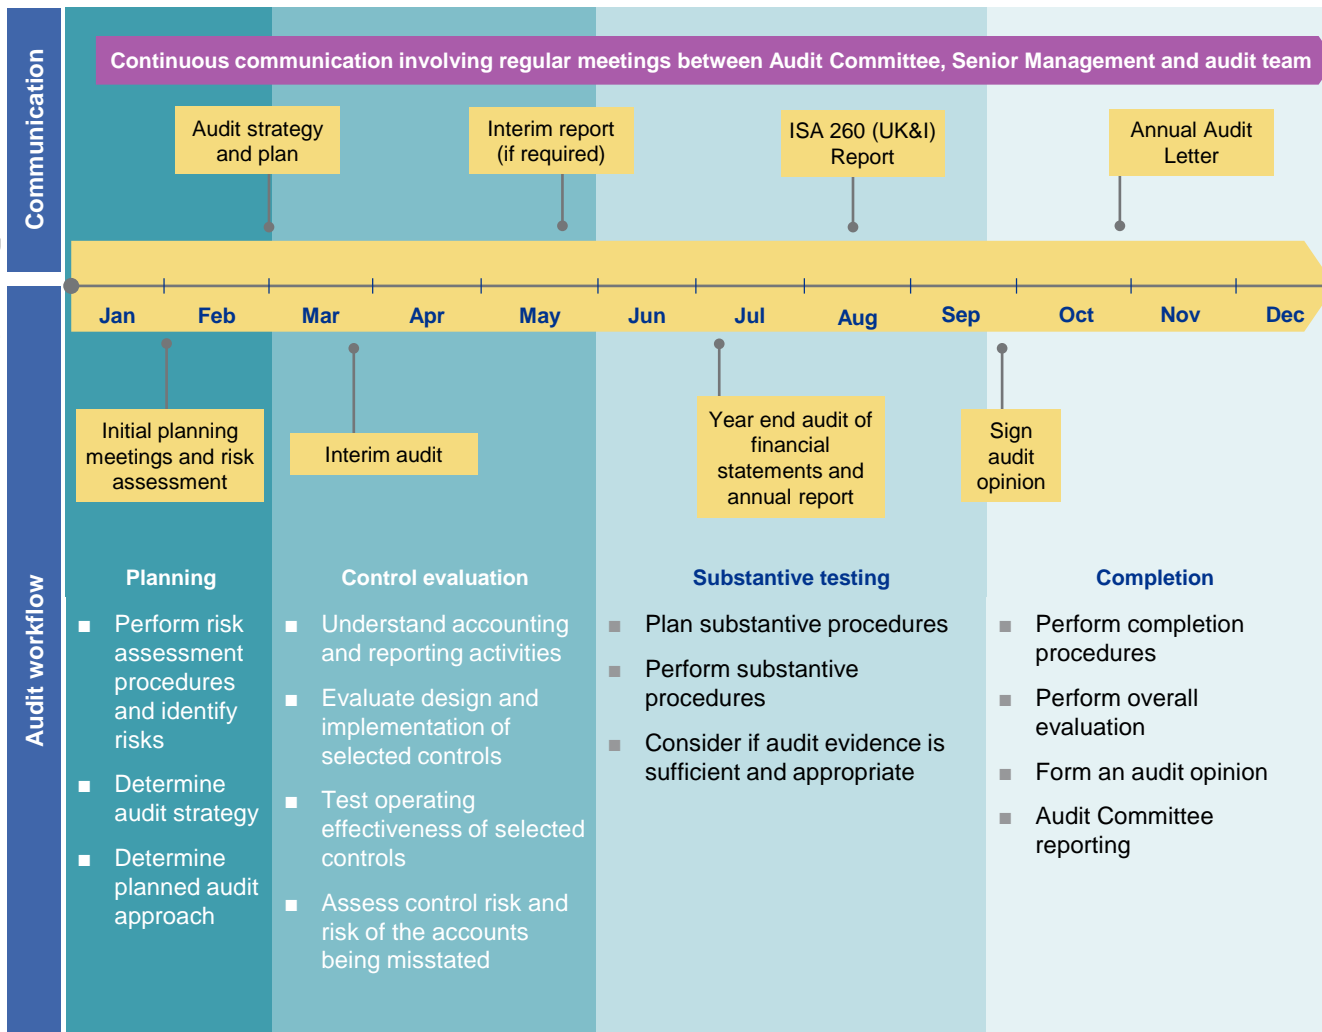 Communication
Continuous communication involving regular meetings between Audit Committee, Senior Management and audit team
Audit strategy
and plan
Interim report
(if required)
ISA 260 (UK&I)
Report
Annual Audit
Letter
Jan Feb Mar Apr May Jun Jul Aug Sep Oct Nov Dec
Audit workflow
Initial planning
meetings and risk
assessment
Interim audit
Year end audit of
financial
statements and
annual report
Sign
audit
opinion
Planning
■ Perform risk
assessment
procedures
and identify
risks
■ Determine
audit strategy
■ Determine
planned audit
approach
Control evaluation
■ Understand accounting
and reporting activities
■ Evaluate design and
implementation of
selected controls
■ Test operating
effectiveness of selected
controls
■ Assess control risk and
risk of the accounts
being misstated
Substantive testing
■ Plan substantive procedures
■ Perform substantive
procedures
■ Consider if audit evidence is
sufficient and appropriate
Completion
■ Perform completion
procedures
■ Perform overall
evaluation
■ Form an audit opinion
■ Audit Committee
reporting